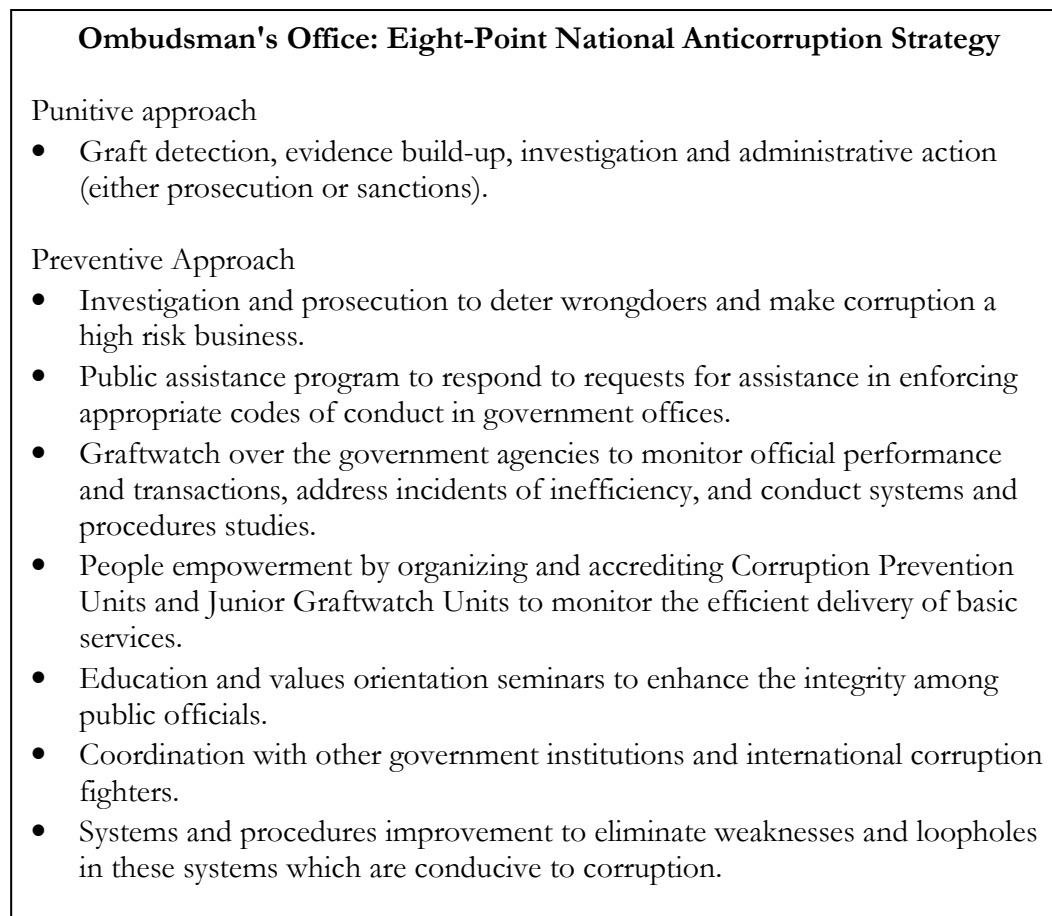 Ombudsman's Office: Eight-Point National Anticorruption Strategy
Punitive approach
• Graft detection, evidence build-up, investigation and administrative action
(either prosecution or sanctions).
Preventive Approach
• Investigation and prosecution to deter wrongdoers and make corruption a
high risk business.
• Public assistance program to respond to requests for assistance in enforcing
appropriate codes of conduct in government offices.
• Graftwatch over the government agencies to monitor official performance
and transactions, address incidents of inefficiency, and conduct systems and
procedures studies.
• People empowerment by organizing and accrediting Corruption Prevention
Units and Junior Graftwatch Units to monitor the efficient delivery of basic
services.
• Education and values orientation seminars to enhance the integrity among
public officials.
• Coordination with other government institutions and international corruption
fighters.
• Systems and procedures improvement to eliminate weaknesses and loopholes
in these systems which are conducive to corruption.